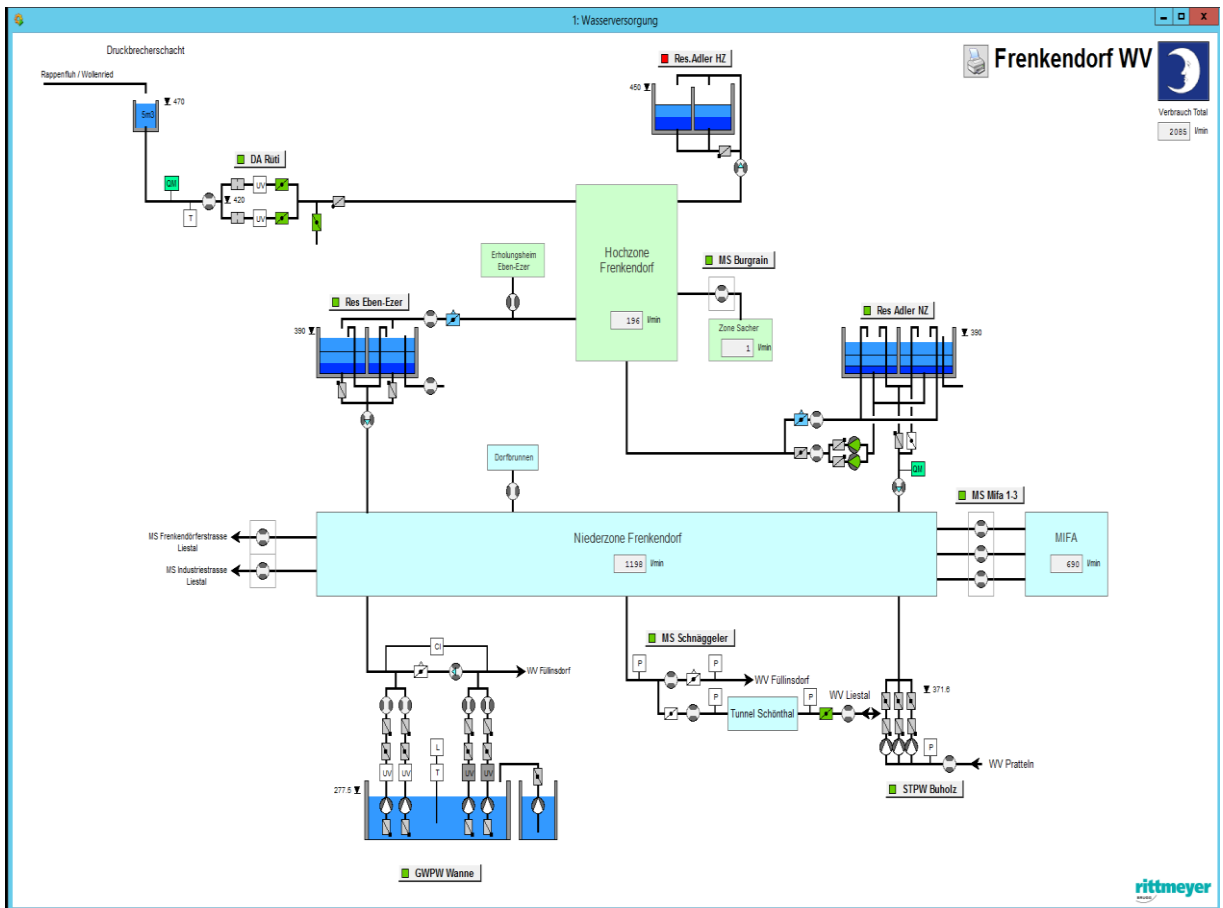 1: Wasserversorgung
Druckbrecherschacht
Rappenfluh / Wollenried
470
5m3
Res.Adler HZ
450
Frenkendorf WV
Verbrauch Total
2085 l/min
DA Rüti
QM
UV
420
T
UV
Erholungsheim
Eben-Ezer
Hochzone
Frenkendorf
196 l/min
MS Burgrain
Zone Sacher
1 l/min
Res Eben-Ezer
390
Res Adler NZ
390
QM
Dorfbrunnen
MS Mifa 1-3
MS Frenkendörferstrasse
Liestal
MS Industriestrasse
Liestal
Niederzone Frenkendorf
1198 l/min
MIFA
690 l/min
Cl
WV Füllinsdorf
MS Schnäggeler
P
P
WV Füllinsdorf
P
Tunnel Schönthal
P
WV Liestal
371.6
P
WV Pratteln
STPW Buholz
L
T
UV
UV
UV
UV
277.5
GWPW Wanne
rittmeyer
BRUGG